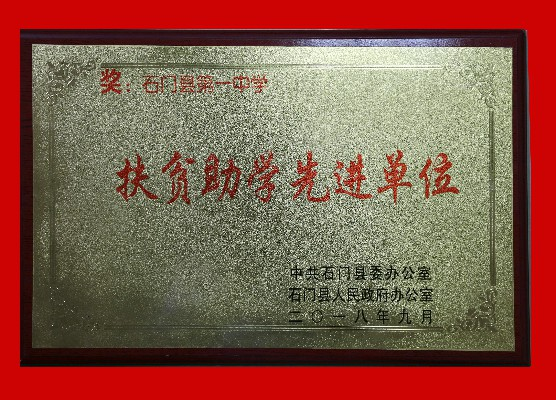 奖：石门县第一中学
扶贫助学先进单位
中共石门县委办公室
石门县人民政府办公室
二〇一八年九月